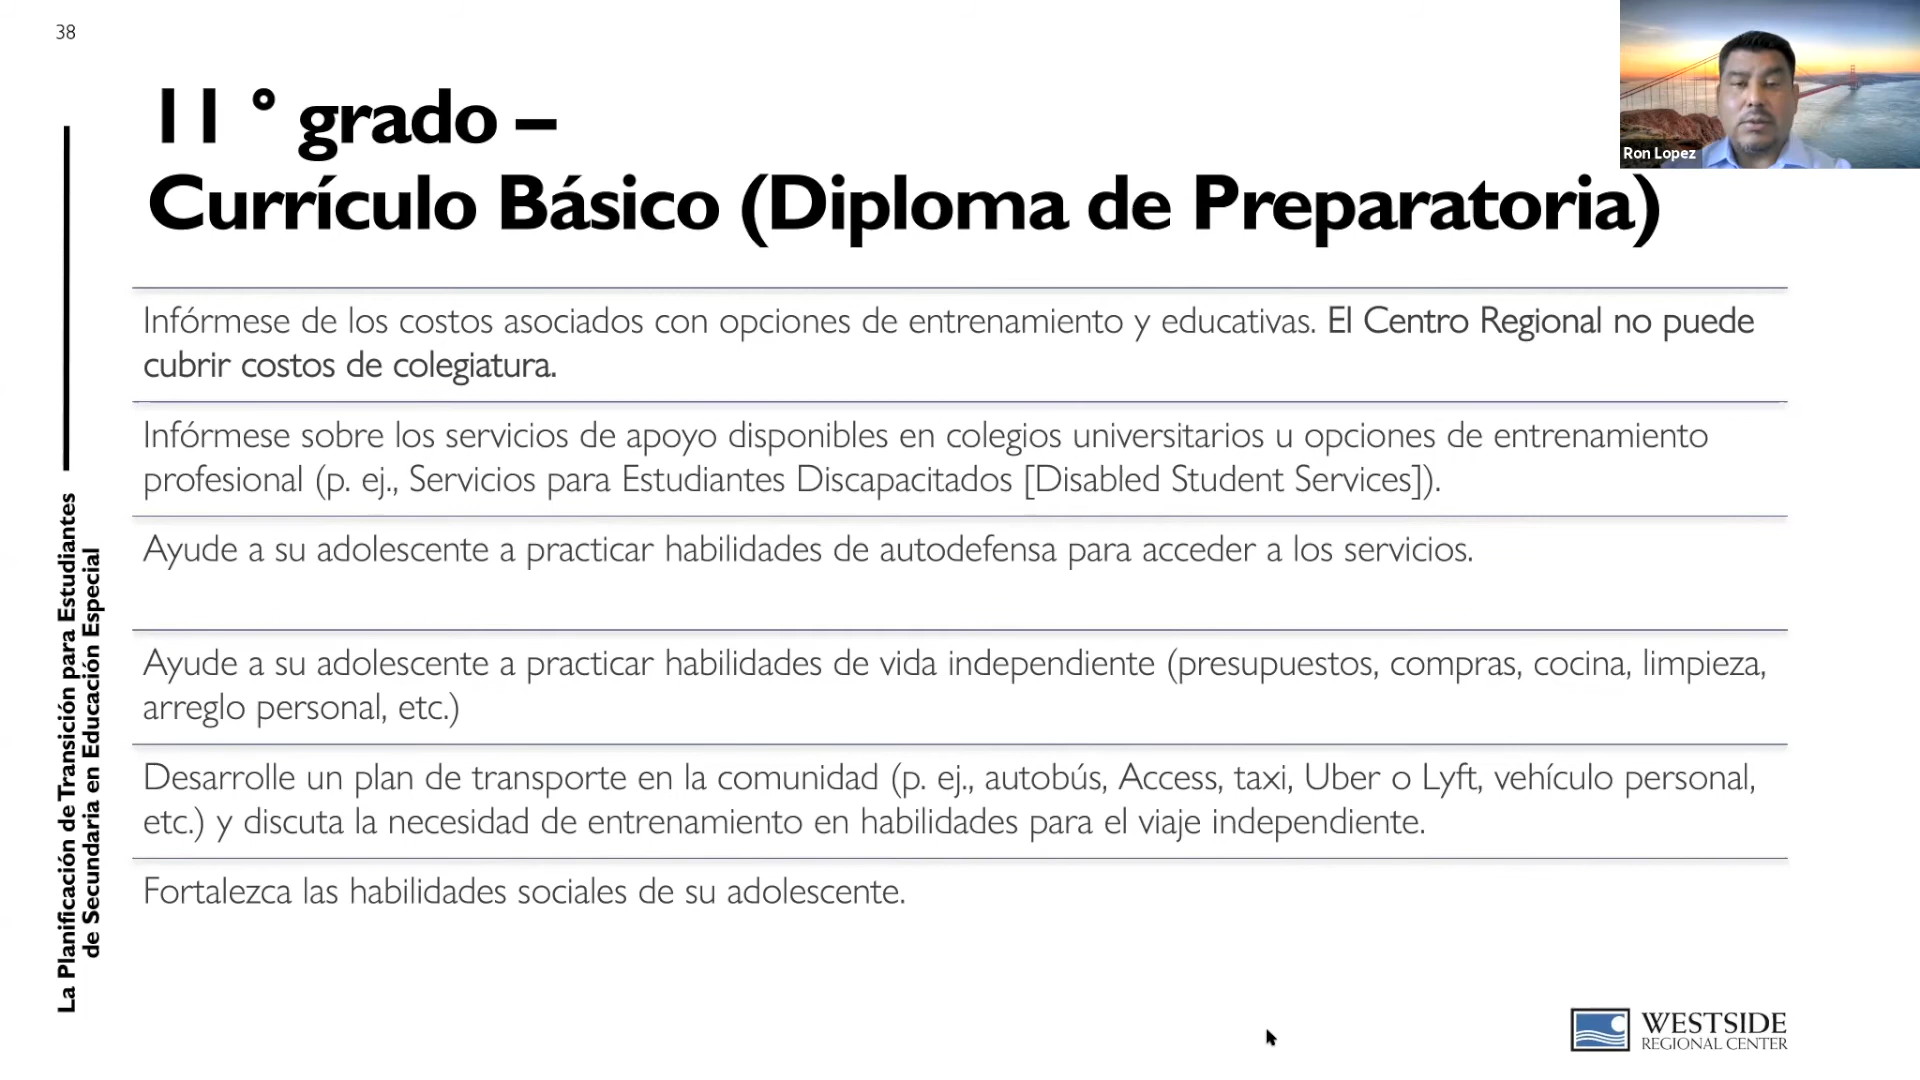 38
11 ° grado –
Currículo Básico (Diploma de Preparatoria)
Ron Lopez
Infórmese de los costos asociados con opciones de entrenamiento y educativas. El Centro Regional no puede
cubrir costos de colegiatura.
Infórmese sobre los servicios de apoyo disponibles en colegios universitarios u opciones de entrenamiento
profesional (p. ej., Servicios para Estudiantes Discapacitados [Disabled Student Services]).
Ayude a su adolescente a practicar habilidades de autodefensa para acceder a los servicios.
Ayude a su adolescente a practicar habilidades de vida independiente (presupuestos, compras, cocina, limpieza,
arreglo personal, etc.)
Desarrolle un plan de transporte en la comunidad (p. ej., autobús, Access, taxi, Uber o Lyft, vehículo personal,
etc.) y discuta la necesidad de entrenamiento en habilidades para el viaje independiente.
Fortalezca las habilidades sociales de su adolescente.
La Planificación de Transición para Estudiantes
de Secundaria en Educación Especial
WESTSIDE
REGIONAL CENTER